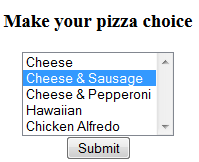 Make your pizza choice
Cheese
Cheese & Sausage
Cheese & Pepperoni
Hawaiian
Chicken Alfredo
Submit